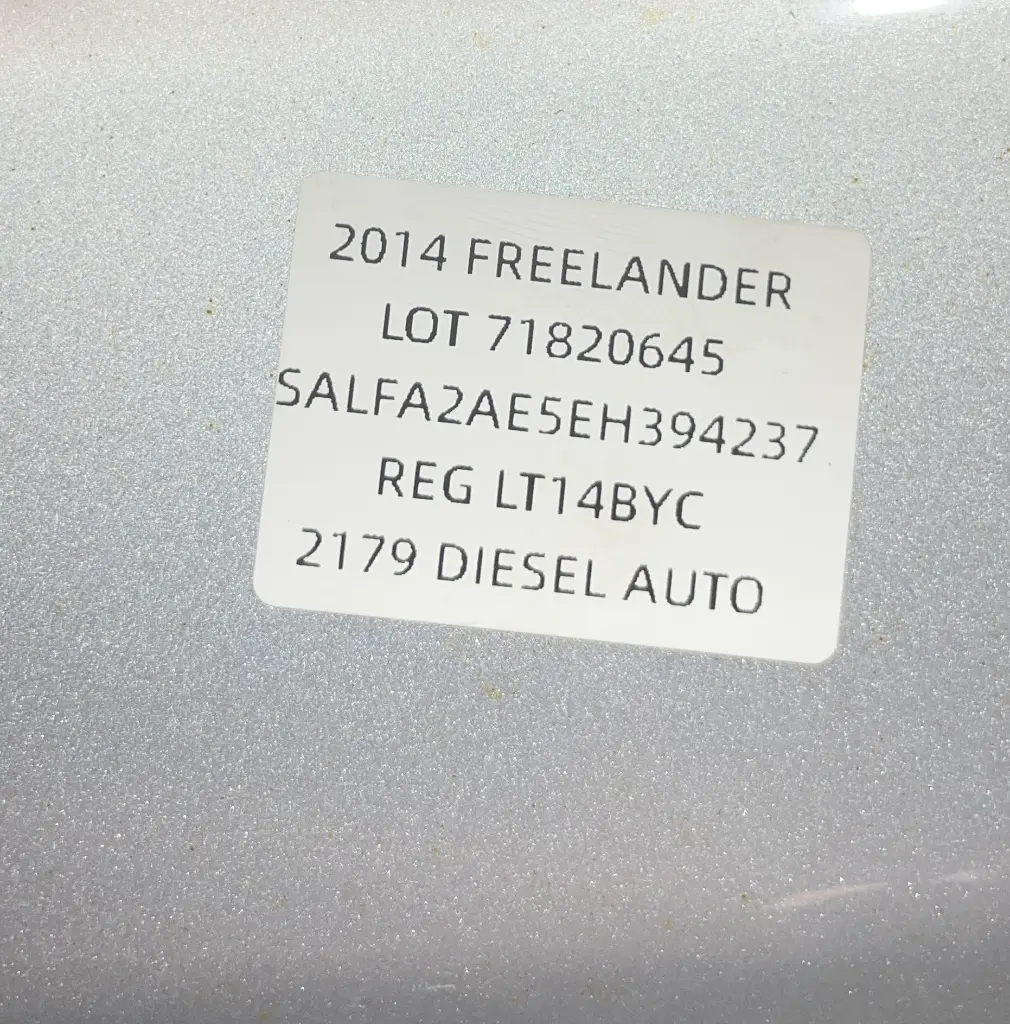 2014 FREELANDER
LOT 71820645
SALFA2AE5EH394237
REG LT14BYC
2179 DIESEL AUTO